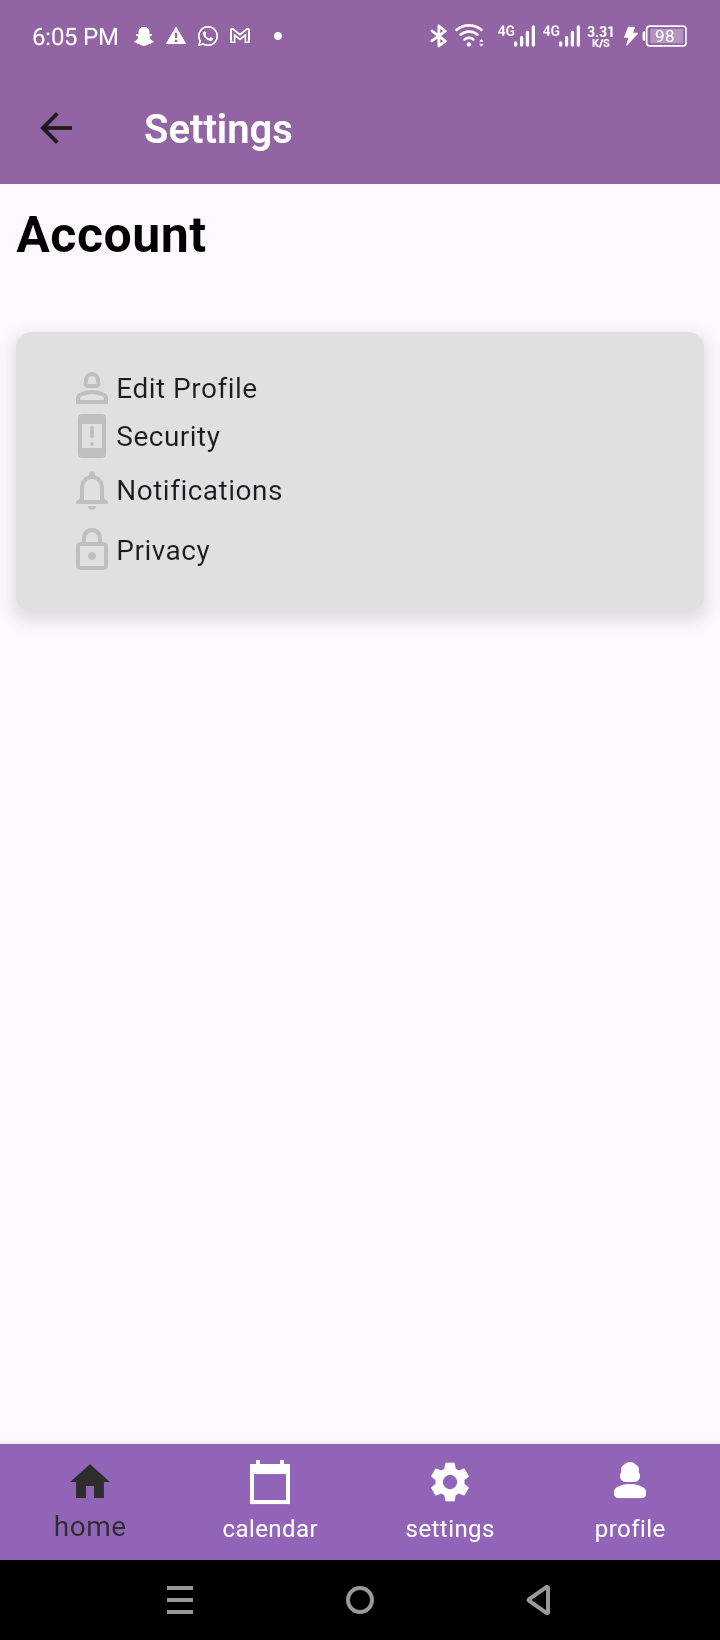 6:05 PM 4G 4G 3.31 K/S 98
Settings
Account
Edit Profile
Security
Notifications
Privacy
home calendar settings profile